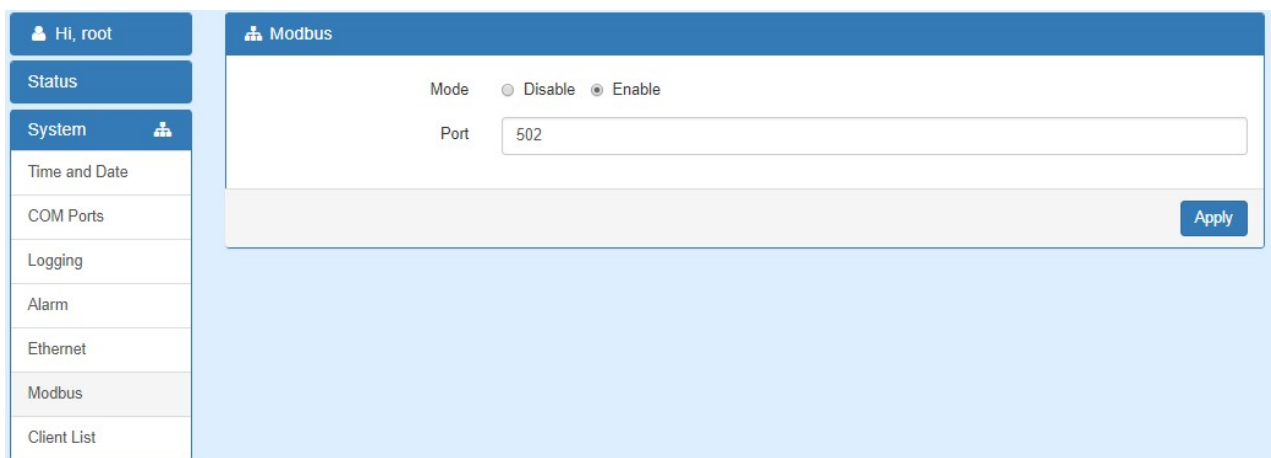 Hi, root
Status
System
Time and Date
COM Ports
Logging
Alarm
Ethernet
Modbus
Client List
Modbus
Mode Disable Enable
Port 502
Apply